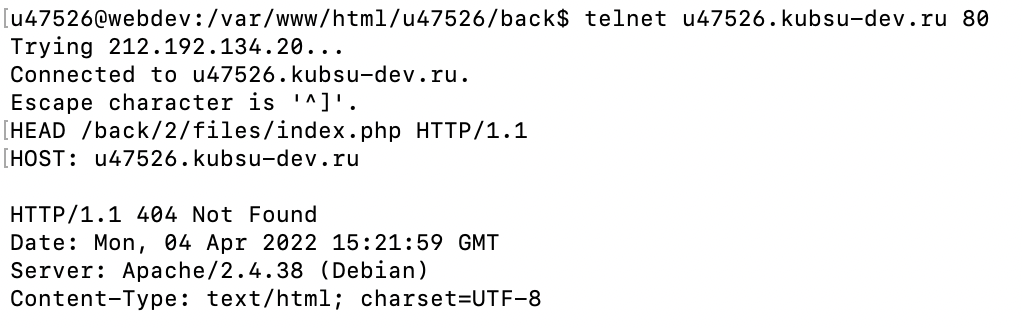 [u47526@webdev:/var/www/html/u47526/back$ telnet u47526.kubsu-dev.ru 80
Trying 212.192.134.20...
Connected to u47526.kubsu-dev.ru.
Escape character is '^]'.
[HEAD /back/2/files/index.php HTTP/1.1
[HOST: u47526.kubsu-dev.ru
HTTP/1.1 404 Not Found
Date: Mon, 04 Apr 2022 15:21:59 GMT
Server: Apache/2.4.38 (Debian)
Content-Type: text/html; charset=UTF-8